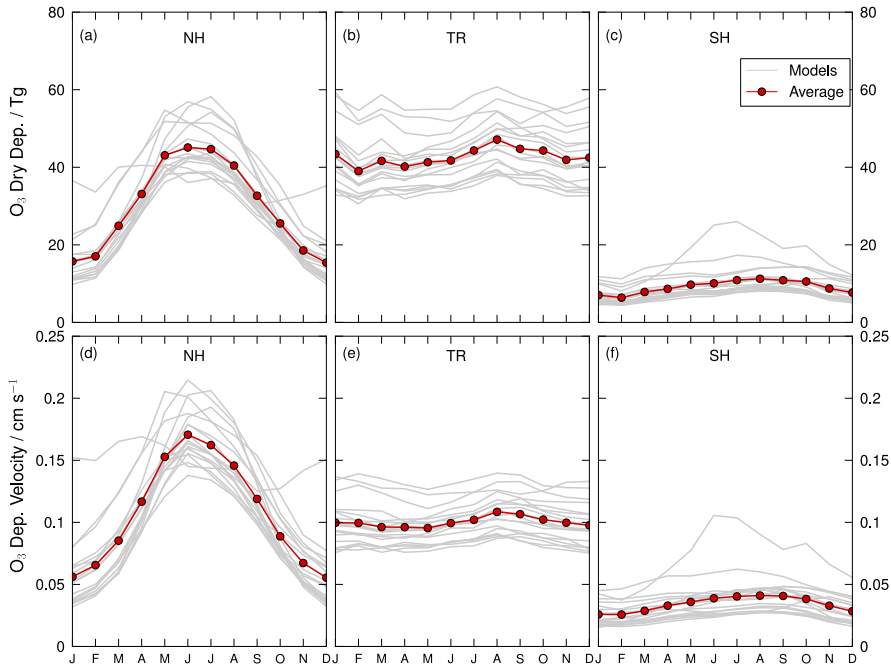 80 (a) NH (b) TR (c) SH 80
Models
Average
60 60
40 40
20 20
0 0
O₃ Dry Dep. / Tg
0.25 (d) NH (e) TR (f) SH 0.25
0.2 0.2
0.15 0.15
0.1 0.1
0.05 0.05
0 0
O₃ Dep. Velocity / cm s⁻¹
J F M A M J J A S O N D J F M A M J J A S O N D J F M A M J J A S O N D